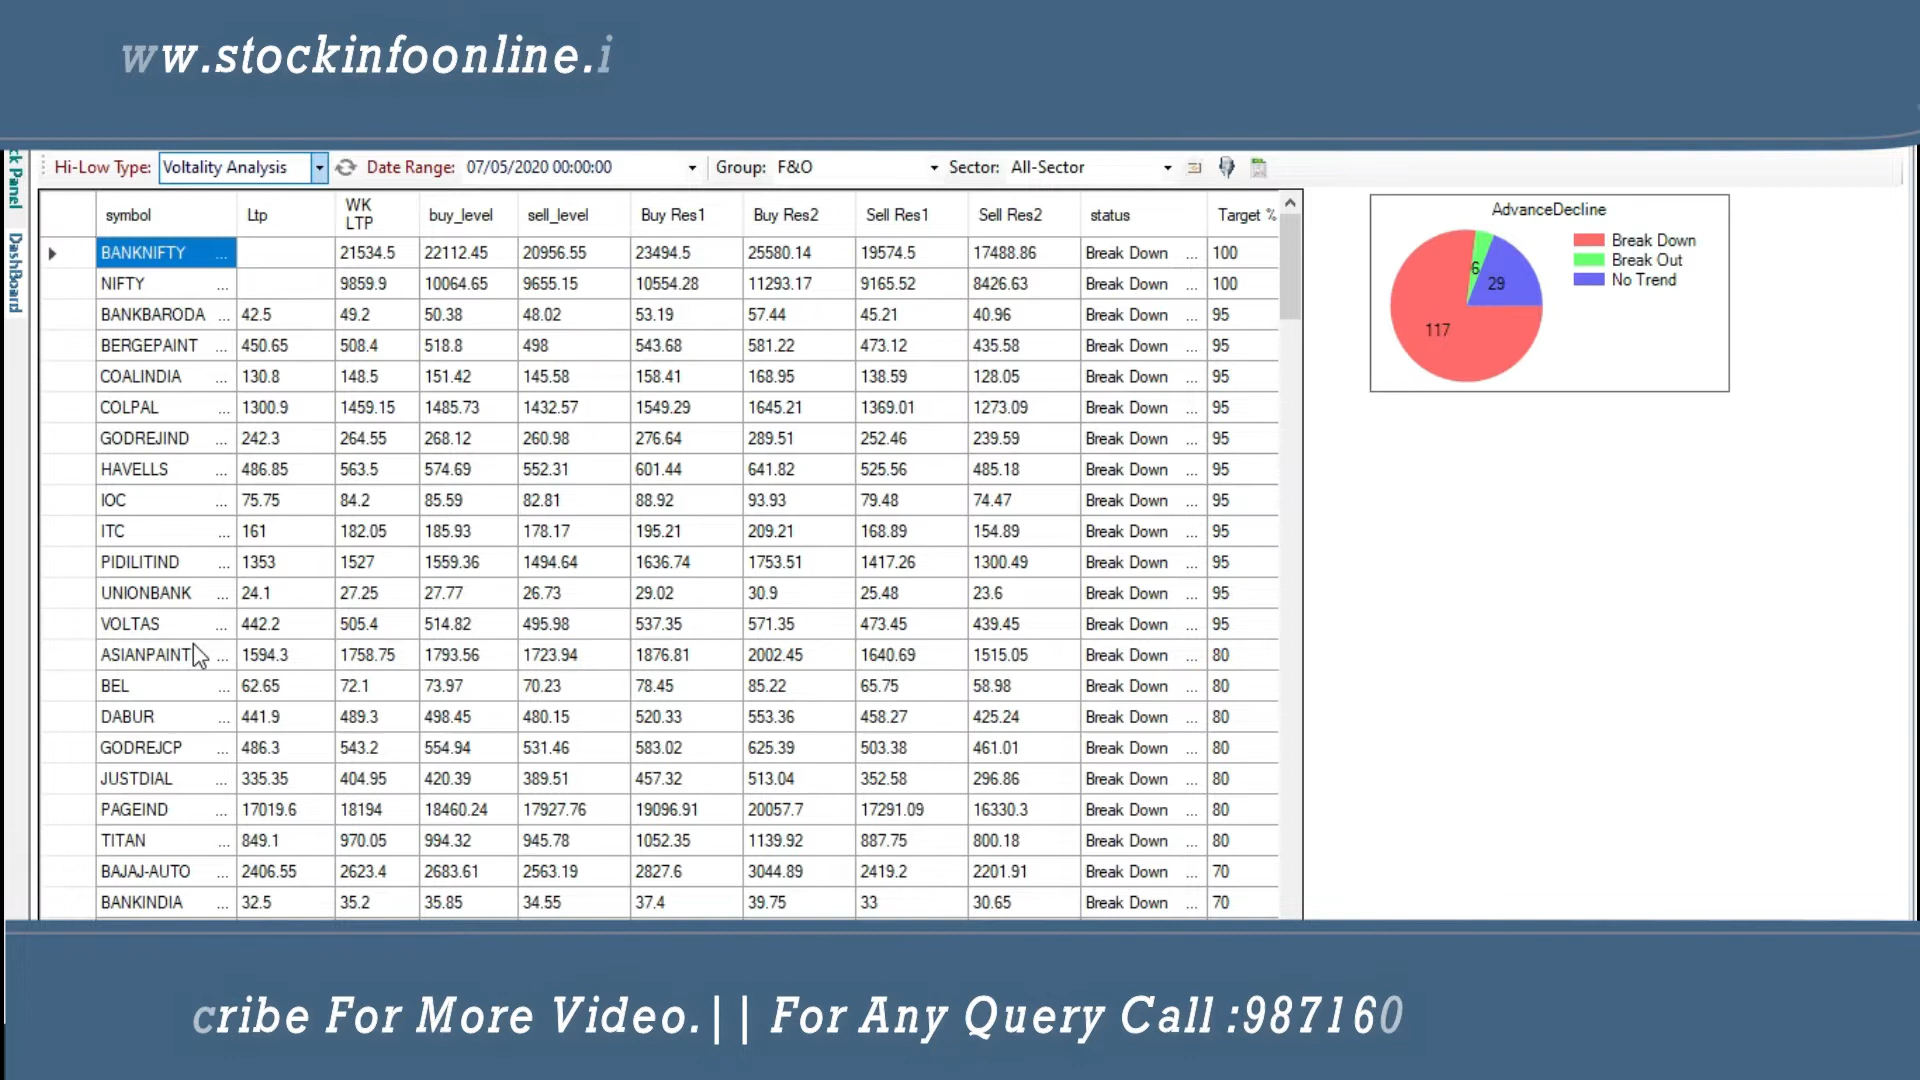 ww.stockinfoonline.i
ck Panel
DashBoard
Hi-Low Type: Voltality Analysis Date Range: 07/05/2020 00:00:00 Group: F&O Sector: All-Sector
symbol Ltp WK LTP buy_level sell_level Buy Res1 Buy Res2 Sell Res1 Sell Res2 status Target %
BANKNIFTY ... 21534.5 22112.45 20956.55 23494.5 25580.14 19574.5 17488.86 Break Down ... 100
NIFTY ... 9859.9 10064.65 9655.15 10554.28 11293.17 9165.52 8426.63 Break Down ... 100
BANKBARODA ... 42.5 49.2 50.38 48.02 53.19 57.44 45.21 40.96 Break Down ... 95
BERGEPAINT ... 450.65 508.4 518.8 498 543.68 581.22 473.12 435.58 Break Down ... 95
COALINDIA ... 130.8 148.5 151.42 145.58 158.41 168.95 138.59 128.05 Break Down ... 95
COLPAL ... 1300.9 1459.15 1485.73 1432.57 1549.29 1645.21 1369.01 1273.09 Break Down ... 95
GODREJIND ... 242.3 264.55 268.12 260.98 276.64 289.51 252.46 239.59 Break Down ... 95
HAVELLS ... 486.85 563.5 574.69 552.31 601.44 641.82 525.56 485.18 Break Down ... 95
IOC ... 75.75 84.2 85.59 82.81 88.92 93.93 79.48 74.47 Break Down ... 95
ITC ... 161 182.05 185.93 178.17 195.21 209.21 168.89 154.89 Break Down ... 95
PIDILITIND ... 1353 1527 1559.36 1494.64 1636.74 1753.51 1417.26 1300.49 Break Down ... 95
UNIONBANK ... 24.1 27.25 27.77 26.73 29.02 30.9 25.48 23.6 Break Down ... 95
VOLTAS ... 442.2 505.4 514.82 495.98 537.35 571.35 473.45 439.45 Break Down ... 95
ASIANPAINT ... 1594.3 1758.75 1793.56 1723.94 1876.81 2002.45 1640.69 1515.05 Break Down ... 80
BEL ... 62.65 72.1 73.97 70.23 78.45 85.22 65.75 58.98 Break Down ... 80
DABUR ... 441.9 489.3 498.45 480.15 520.33 553.36 458.27 425.24 Break Down ... 80
GODREJCP ... 486.3 543.2 554.94 531.46 583.02 625.39 503.38 461.01 Break Down ... 80
JUSTDIAL ... 335.35 404.95 420.39 389.51 457.32 513.04 352.58 296.86 Break Down ... 80
PAGEIND ... 17019.6 18194 18460.24 17927.76 19096.91 20057.7 17291.09 16330.3 Break Down ... 80
TITAN ... 849.1 970.05 994.32 945.78 1052.35 1139.92 887.75 800.18 Break Down ... 80
BAJAJ-AUTO ... 2406.55 2623.4 2683.61 2563.19 2827.6 3044.89 2419.2 2201.91 Break Down ... 70
BANKINDIA ... 32.5 35.2 35.85 34.55 37.4 39.75 33 30.65 Break Down ... 70
AdvanceDecline
Break Down
Break Out
No Trend
6
29
117
cribe For More Video.|| For Any Query Call :987160